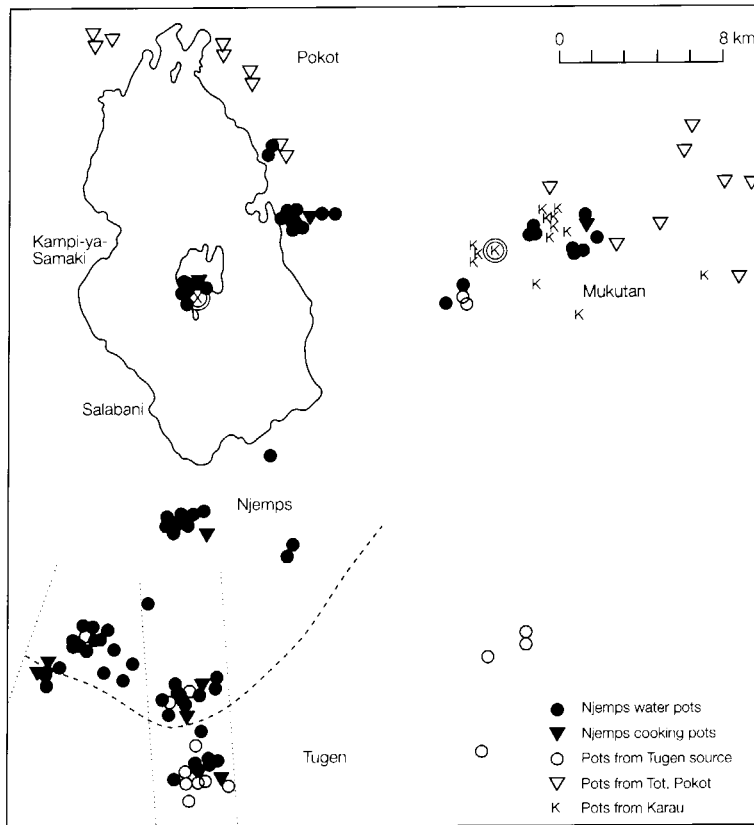 Pokot
0 8 km
Kampi-ya-
Samaki
Mukutan
Salabani
Njemps
Tugen
Njemps water pots
Njemps cooking pots
Pots from Tugen source
Pots from Tot. Pokot
K Pots from Karau